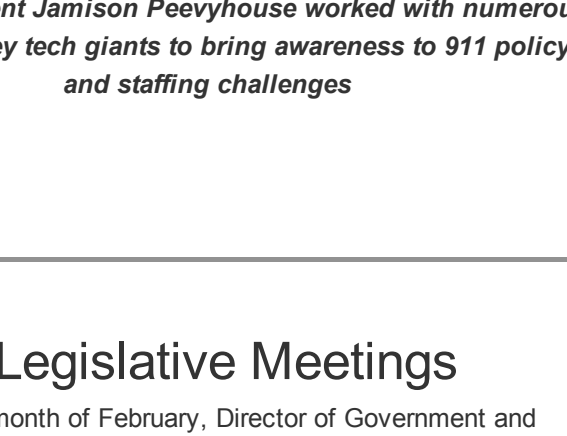 nt Jamison Peevyhouse worked with numerou
ey tech giants to bring awareness to 911 policy
and staffing challenges
Legislative Meetings
month of February, Director of Government and